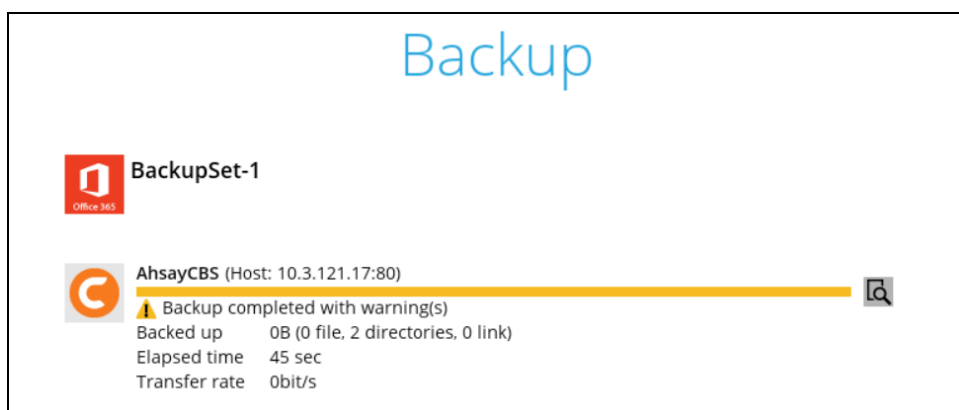 Backup
BackupSet-1
Office 365
AhsayCBS (Host: 10.3.121.17:80)
Backup completed with warning(s)
Backed up 0B (0 file, 2 directories, 0 link)
Elapsed time 45 sec
Transfer rate 0bit/s